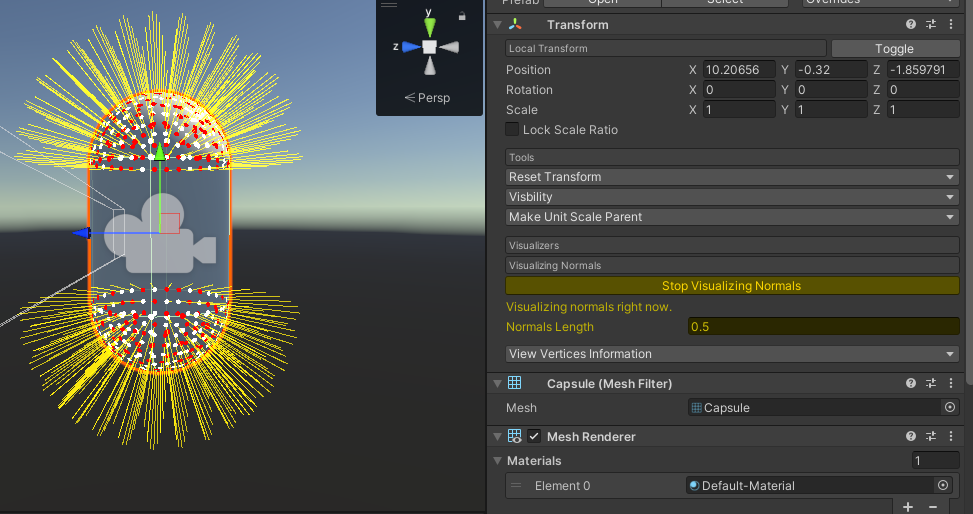 Prefab Open Select Overrides
y
z
Persp
Transform
Local Transform Toggle
Position X 10.20656 Y -0.32 Z -1.859791
Rotation X 0 Y 0 Z 0
Scale X 1 Y 1 Z 1
Lock Scale Ratio
Tools
Reset Transform
Visbility
Make Unit Scale Parent
Visualizers
Visualizing Normals
Stop Visualizing Normals
Visualizing normals right now.
Normals Length 0.5
View Vertices Information
Capsule (Mesh Filter)
Mesh Capsule
Mesh Renderer
Materials 1
Element 0 Default-Material